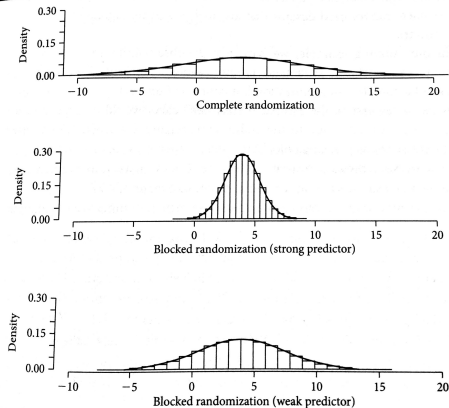 0.30
0.15
0.00
Density
−10 −5 0 5 10 15 20
Complete randomization
0.30
0.15
0.00
Density
−10 −5 0 5 10 15 20
Blocked randomization (strong predictor)
0.30
0.15
0.00
Density
−10 −5 0 5 10 15 20
Blocked randomization (weak predictor)